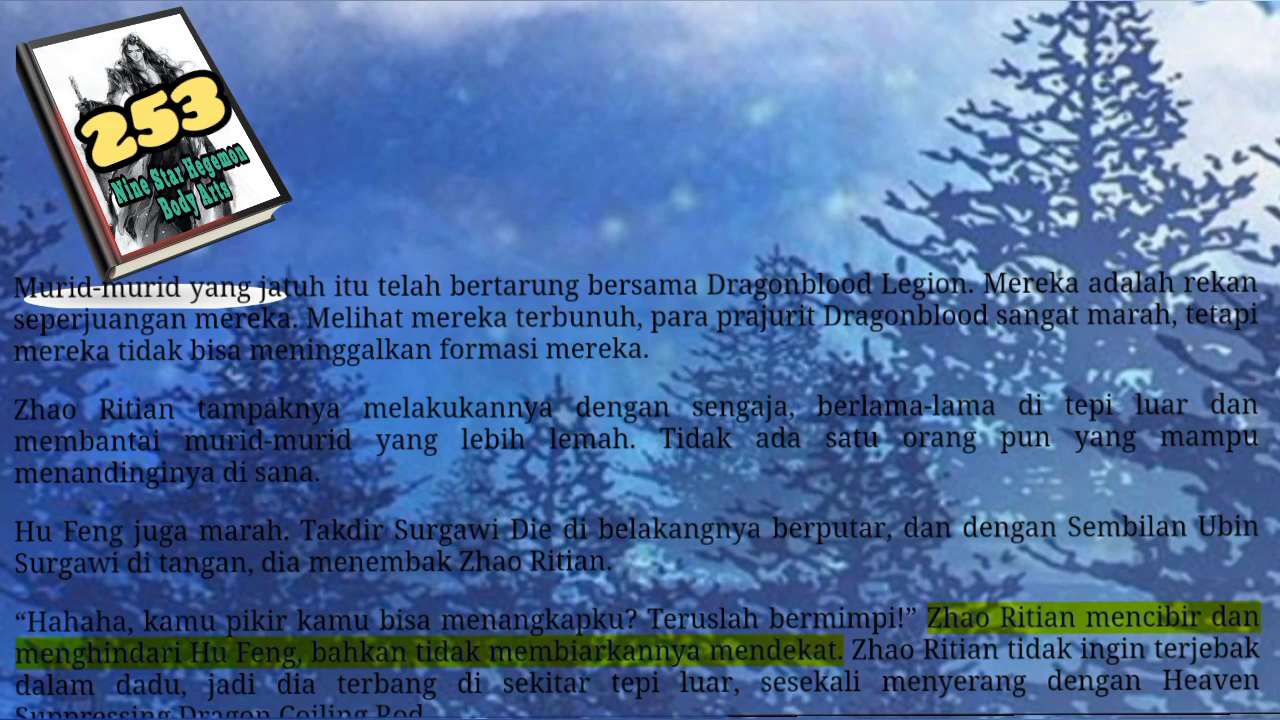 253
Nine Star Hegemon
Body Arts
Murid-murid yang jatuh itu telah bertarung bersama Dragonblood Legion. Mereka adalah rekan
seperjuangan mereka. Melihat mereka terbunuh, para prajurit Dragonblood sangat marah, tetapi
mereka tidak bisa meninggalkan formasi mereka.
Zhao Ritian tampaknya melakukannya dengan sengaja, berlama-lama di tepi luar dan
membantai murid-murid yang lebih lemah. Tidak ada satu orang pun yang mampu
menandinginya di sana.
Hu Feng juga marah. Takdir Surgawi Die di belakangnya berputar, dan dengan Sembilan Ubin
Surgawi di tangan, dia menembak Zhao Ritian.
“Hahaha, kamu pikir kamu bisa menangkapku? Teruslah bermimpi!” Zhao Ritian mencibir dan
menghindari Hu Feng, bahkan tidak membiarkannya mendekat. Zhao Ritian tidak ingin terjebak
dalam dadu, jadi dia terbang di sekitar tepi luar, sesekali menyerang dengan Heaven
Suppressing Dragon Coiling Rod.